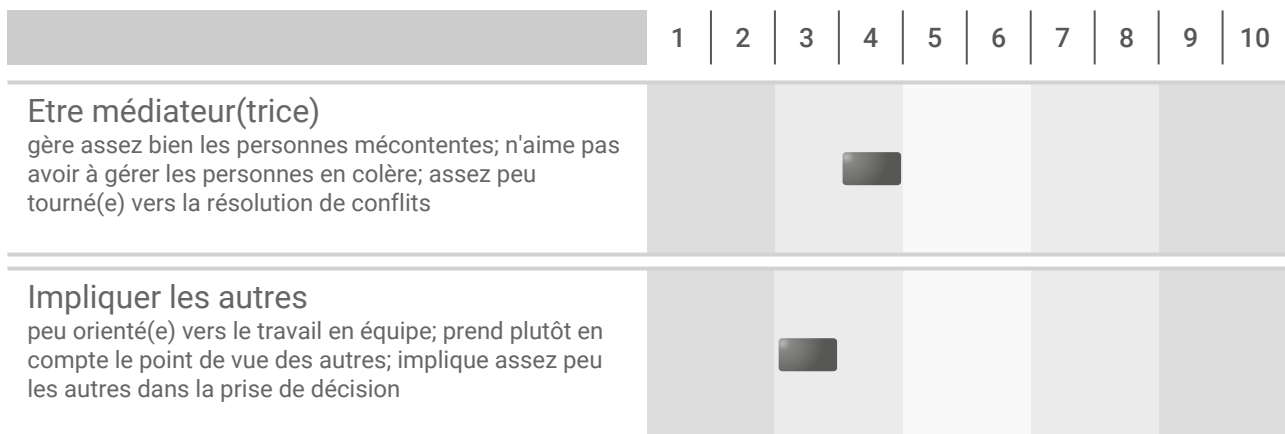 1 2 3 4 5 6 7 8 9 10
Etre médiateur(trice)
gère assez bien les personnes mécontentes; n'aime pas
avoir à gérer les personnes en colère; assez peu
tourné(e) vers la résolution de conflits
Impliquer les autres
peu orienté(e) vers le travail en équipe; prend plutôt en
compte le point de vue des autres; implique assez peu
les autres dans la prise de décision